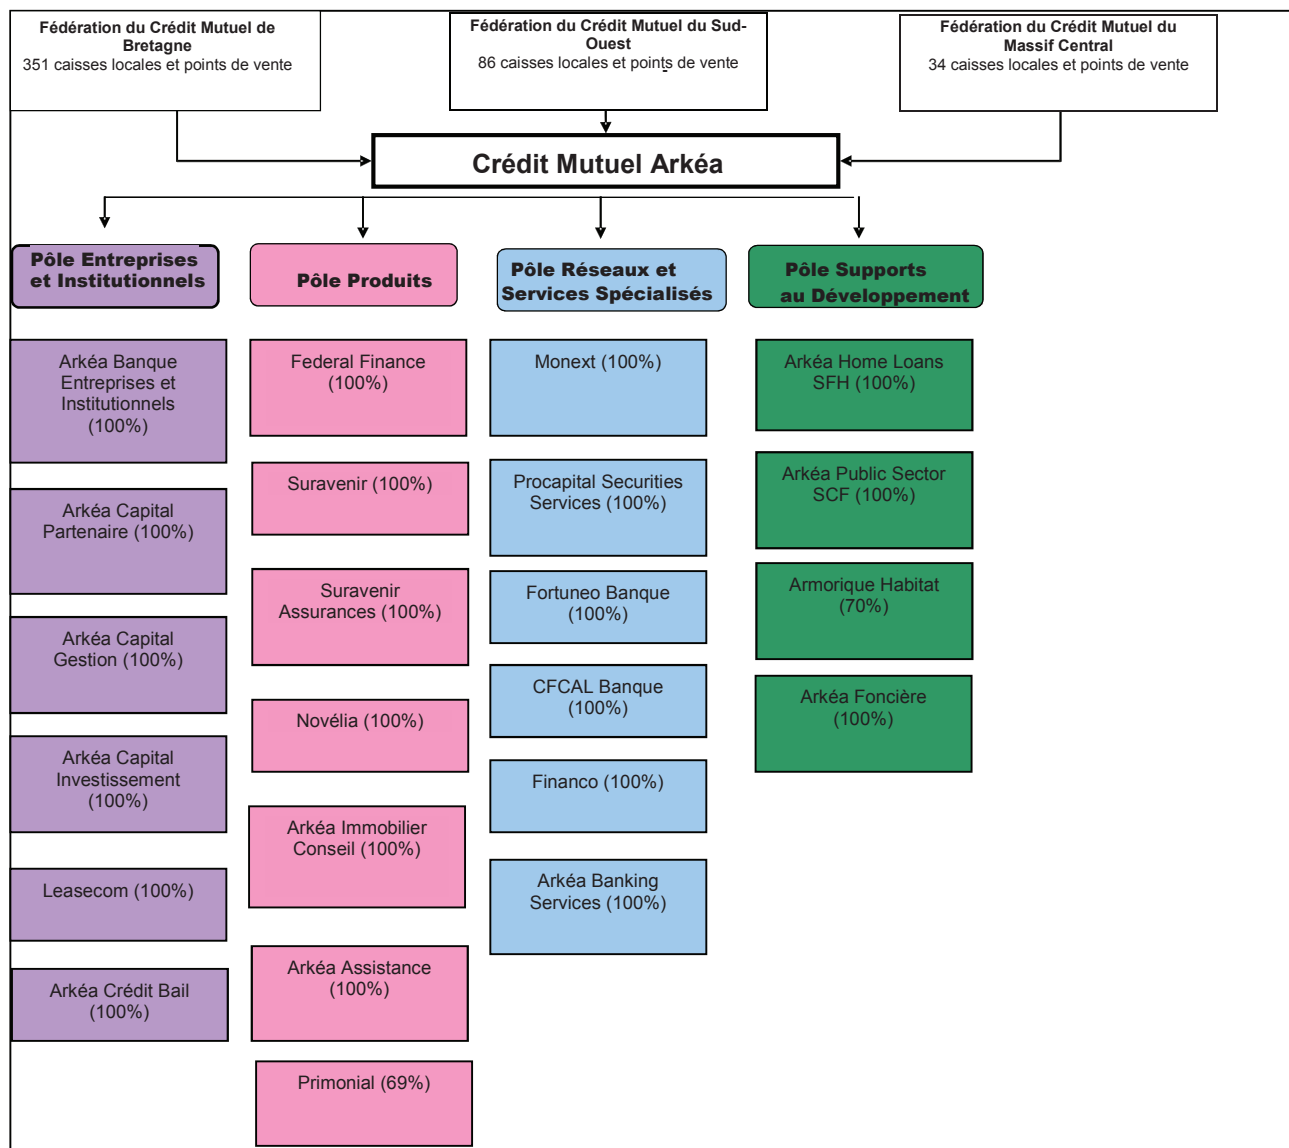 Fédération du Crédit Mutuel de
Bretagne
351 caisses locales et points de vente
Fédération du Crédit Mutuel du Sud-
Ouest
86 caisses locales et points de vente
Fédération du Crédit Mutuel du
Massif Central
34 caisses locales et points de vente
Crédit Mutuel Arkéa
Pôle Entreprises
et Institutionnels
Arkéa Banque
Entreprises et
Institutionnels
(100%)
Arkéa Capital
Partenaire (100%)
Arkéa Capital
Gestion (100%)
Arkéa Capital
Investissement
(100%)
Leasecom (100%)
Arkéa Crédit Bail
(100%)
Pôle Produits
Federal Finance
(100%)
Suravenir (100%)
Suravenir
Assurances (100%)
Novélia (100%)
Arkéa Immobilier
Conseil (100%)
Arkéa Assistance
(100%)
Primonial (69%)
Pôle Réseaux et
Services Spécialisés
Monext (100%)
Procapital Securities
Services (100%)
Fortuneo Banque
(100%)
CFCAL Banque
(100%)
Financo (100%)
Arkéa Banking
Services (100%)
Pôle Supports
au Développement
Arkéa Home Loans
SFH (100%)
Arkéa Public Sector
SCF (100%)
Armorique Habitat
(70%)
Arkéa Foncière
(100%)